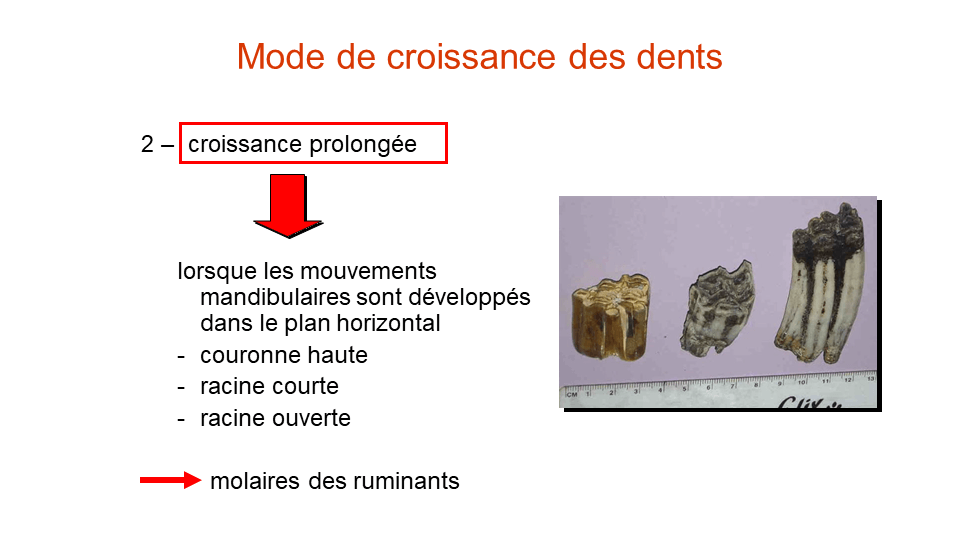 Mode de croissance des dents
2 – croissance prolongée
lorsque les mouvements
mandibulaires sont développés
dans le plan horizontal
- couronne haute
- racine courte
- racine ouverte
molaires des ruminants
CM 1 2 3 4 5 6 7 8 9 10 11 12 13